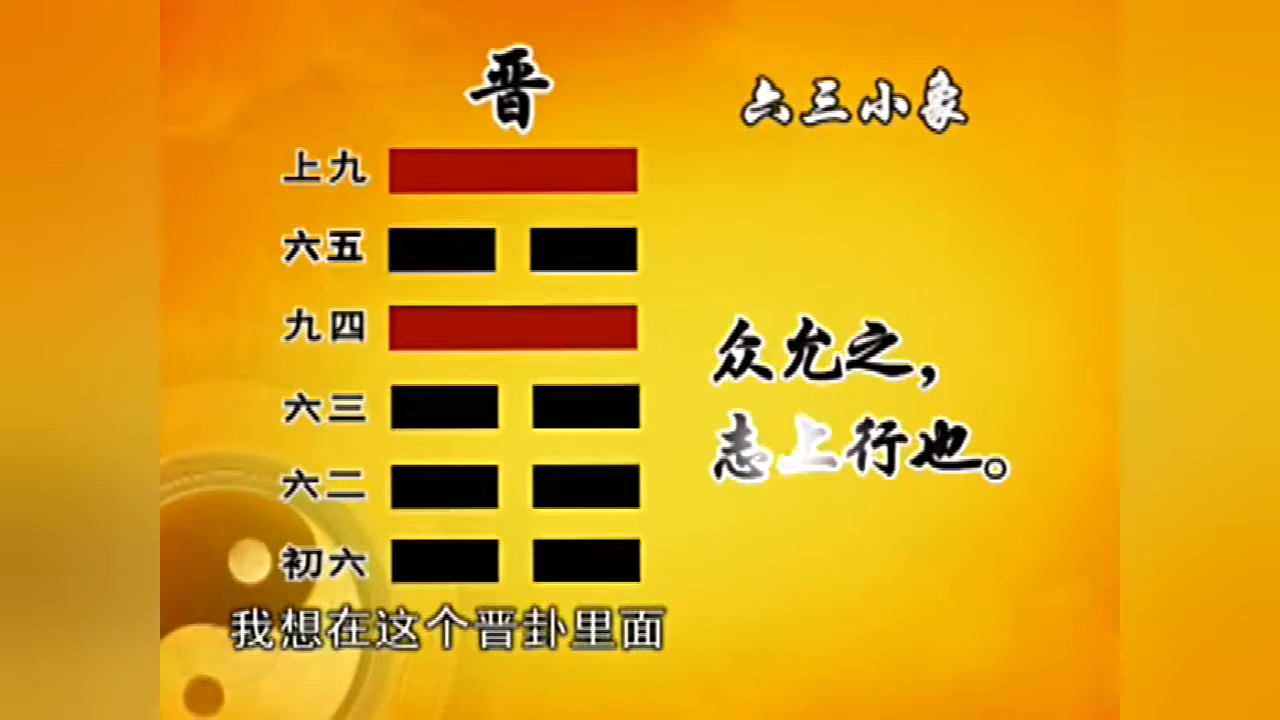 晋
六三小象
上九
六五
九四
六三
六二
初六
众允之，
志上行也。
我想在这个晋卦里面